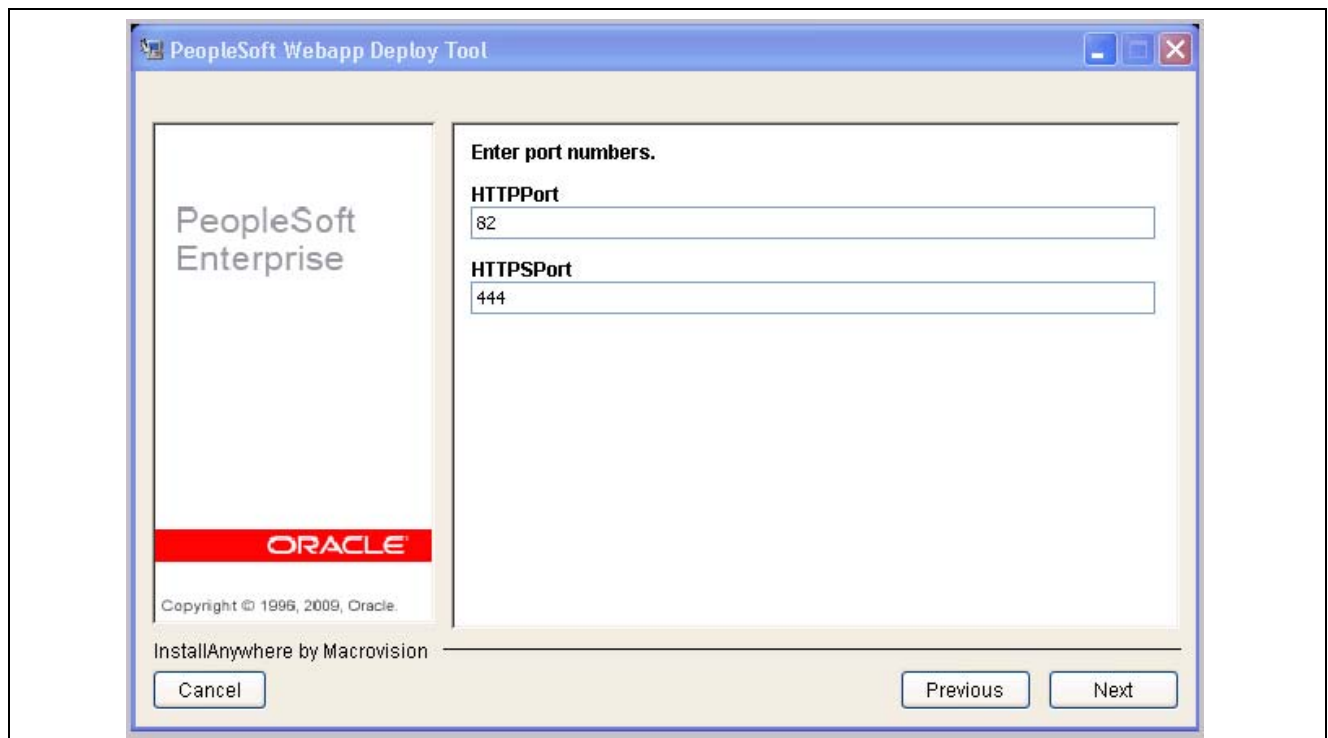 PeopleSoft Webapp Deploy Tool
PeopleSoft
Enterprise
ORACLE
Copyright © 1996, 2009, Oracle.
Enter port numbers.
HTTPPort
82
HTTPSPort
444
InstallAnywhere by Macrovision
Cancel
Previous
Next